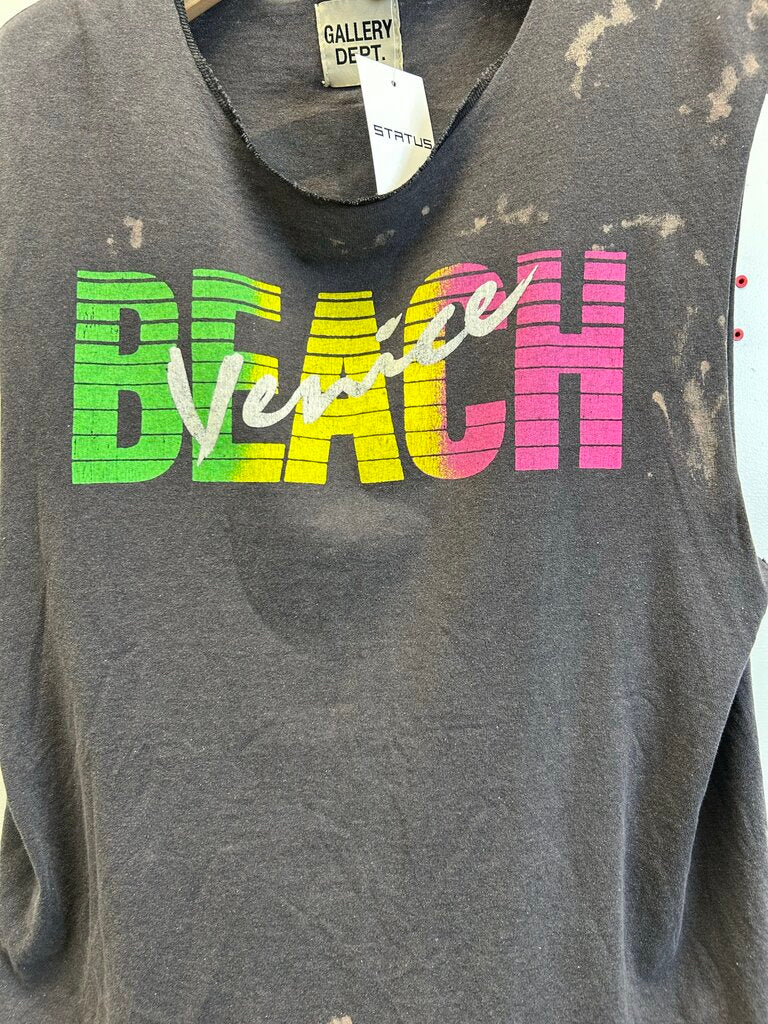 GALLERY
DEPT.
STATUS
BEACH
Venice